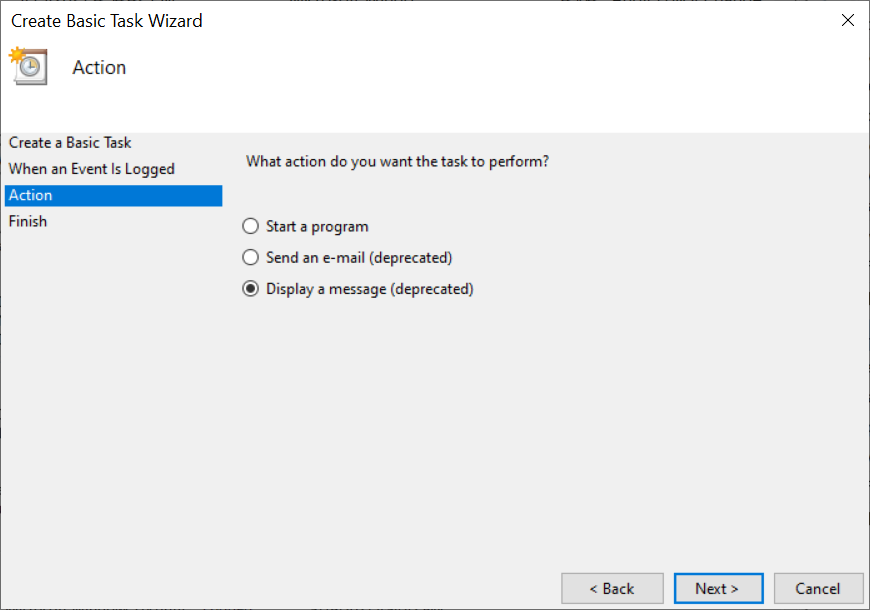 Create Basic Task Wizard
Action
Create a Basic Task
When an Event Is Logged
Action
Finish
What action do you want the task to perform?
Start a program
Send an e-mail (deprecated)
Display a message (deprecated)
< Back
Next >
Cancel